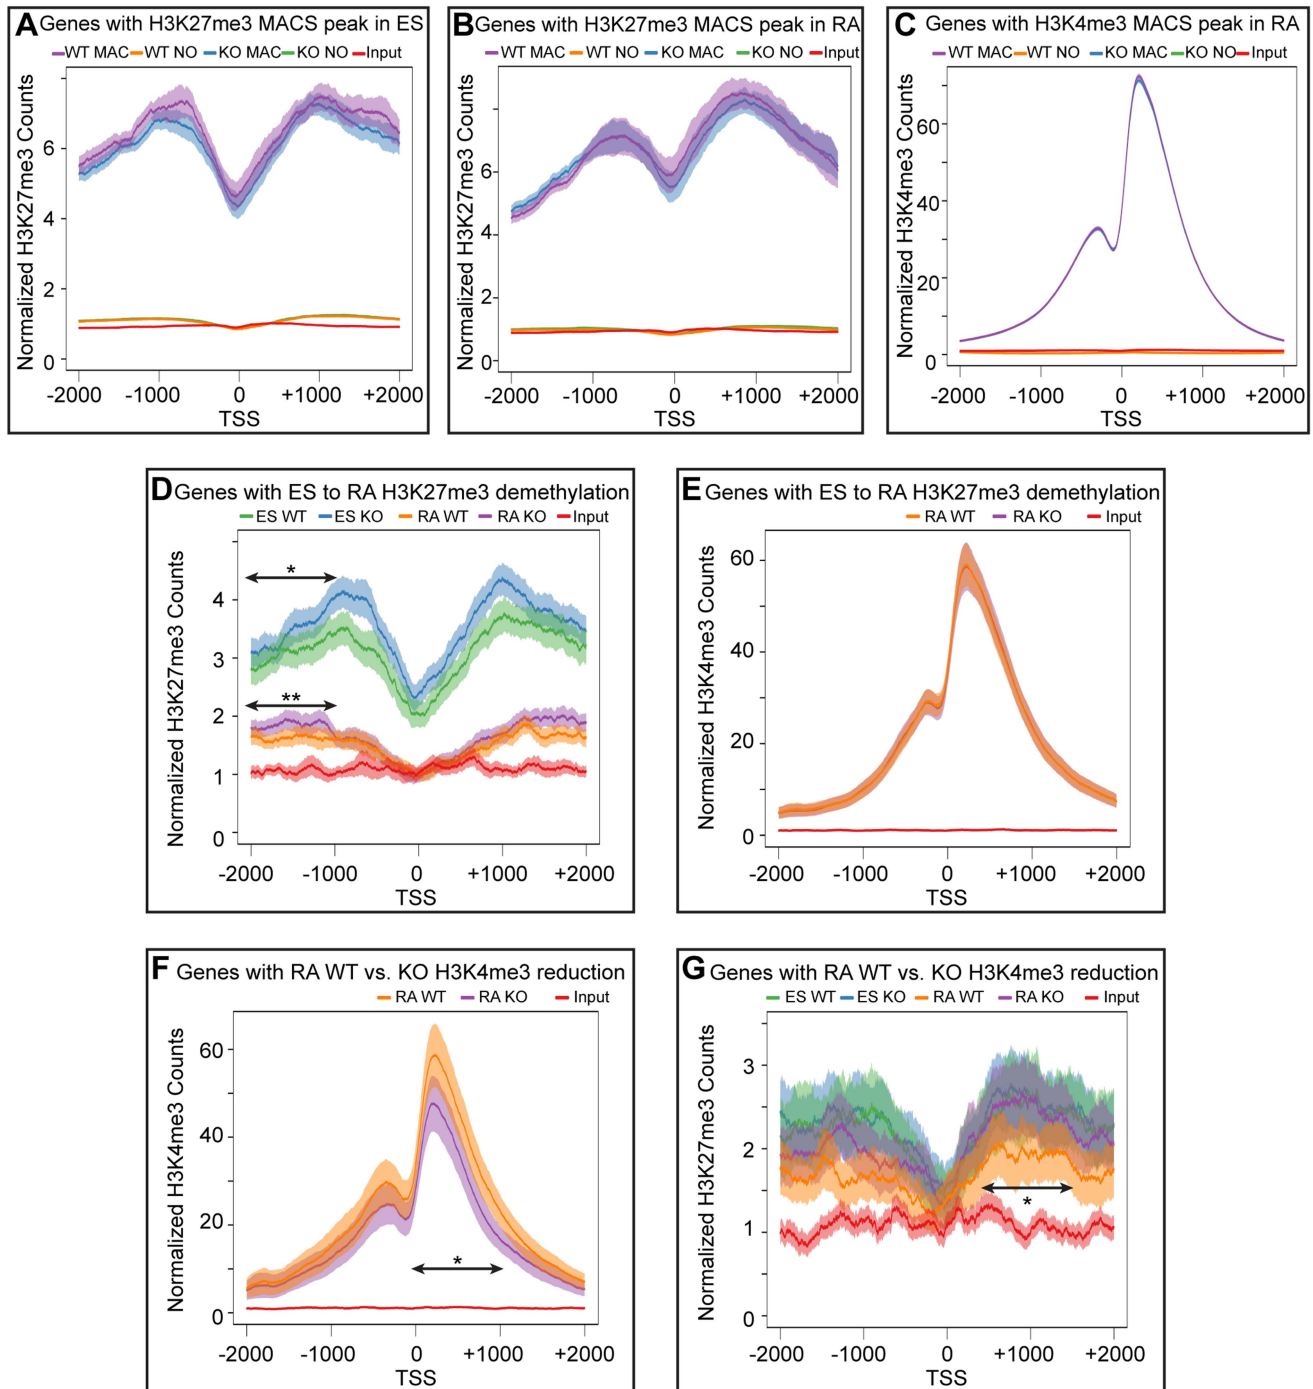 A Genes with H3K27me3 MACS peak in ES
WT MAC WT NO KO MAC KO NO Input
Normalized H3K27me3 Counts
6
4
2
0
-2000 -1000 0 +1000 +2000
TSS
B Genes with H3K27me3 MACS peak in RA
WT MAC WT NO KO MAC KO NO Input
Normalized H3K27me3 Counts
6
4
2
0
-2000 -1000 0 +1000 +2000
TSS
C Genes with H3K4me3 MACS peak in RA
WT MAC WT NO KO MAC KO NO Input
Normalized H3K4me3 Counts
60
40
20
0
-2000 -1000 0 +1000 +2000
TSS
D Genes with ES to RA H3K27me3 demethylation
ES WT ES KO RA WT RA KO Input
Normalized H3K27me3 Counts
*
4
3
**
2
1
0
-2000 -1000 0 +1000 +2000
TSS
E Genes with ES to RA H3K27me3 demethylation
RA WT RA KO Input
Normalized H3K4me3 Counts
60
40
20
0
-2000 -1000 0 +1000 +2000
TSS
F Genes with RA WT vs. KO H3K4me3 reduction
RA WT RA KO Input
Normalized H3K4me3 Counts
60
40
20
*
0
-2000 -1000 0 +1000 +2000
TSS
G Genes with RA WT vs. KO H3K4me3 reduction
ES WT ES KO RA WT RA KO Input
Normalized H3K27me3 Counts
3
2
*
1
0
-2000 -1000 0 +1000 +2000
TSS